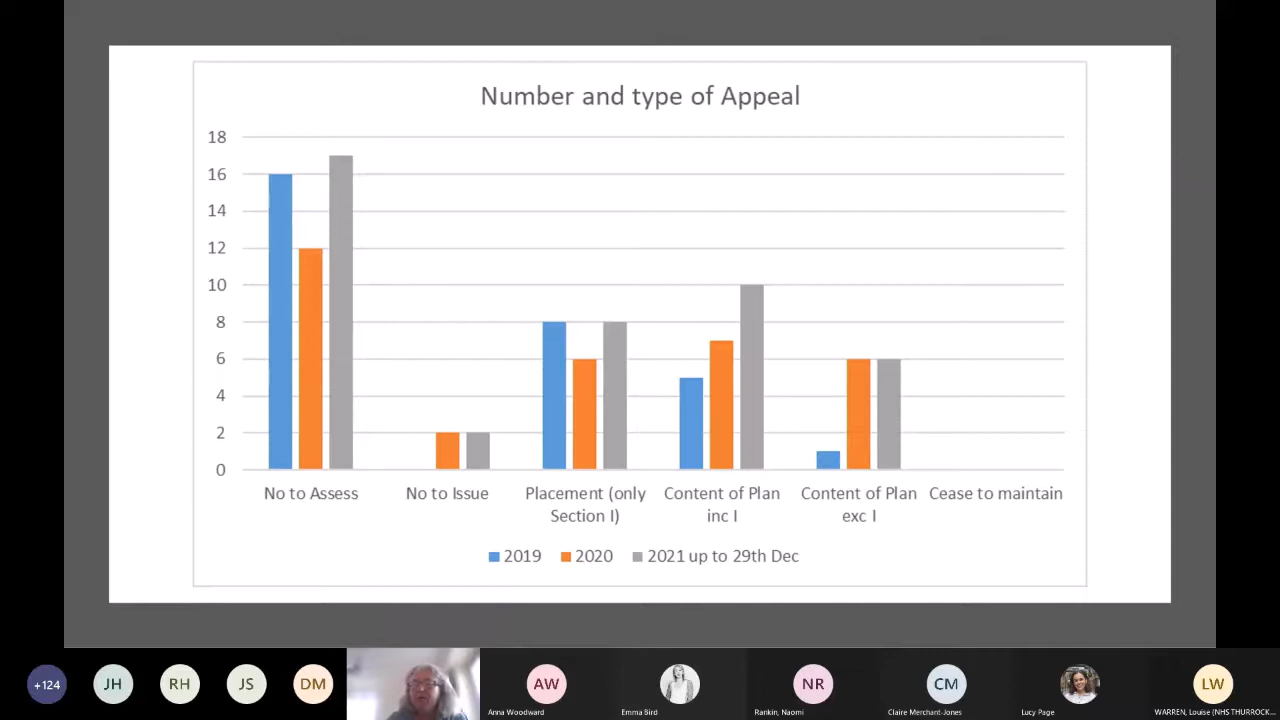 Number and type of Appeal
18
16
14
12
10
8
6
4
2
0
No to Assess
No to Issue
Placement (only
Section I)
Content of Plan
inc I
Content of Plan
exc I
Cease to maintain
2019
2020
2021 up to 29th Dec
+124
JH
RH
JS
DM
AW
Anna Woodward
Emma Bird
NR
Rankin, Naomi
CM
Claire Merchant-Jones
Lucy Page
LW
WARREN, Louise (NHS THURROCK...